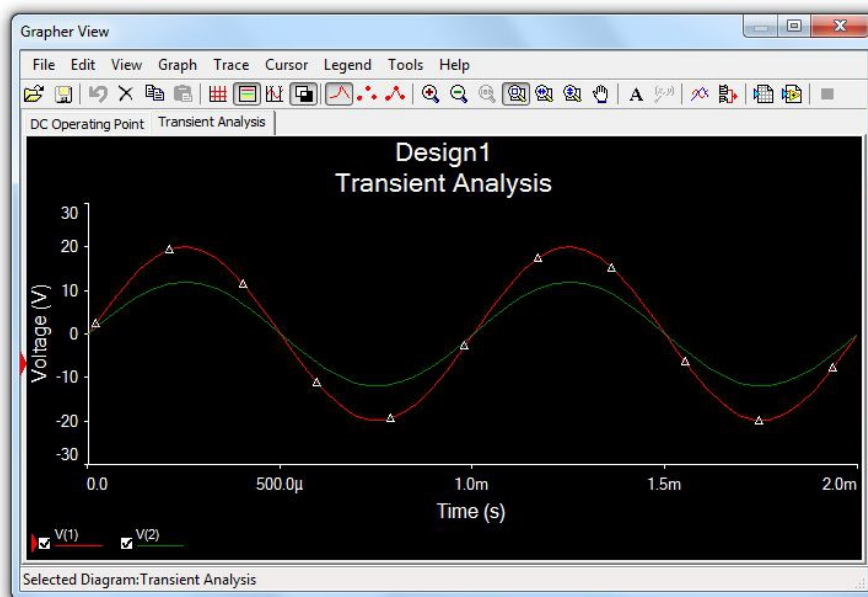 Grapher View
File Edit View Graph Trace Cursor Legend Tools Help
A
DC Operating Point Transient Analysis
Design1
Transient Analysis
Voltage (V)
30
20
10
0
-10
-20
-30
0.0 500.0µ 1.0m 1.5m 2.0m
Time (s)
V(1) V(2)
Selected Diagram:Transient Analysis